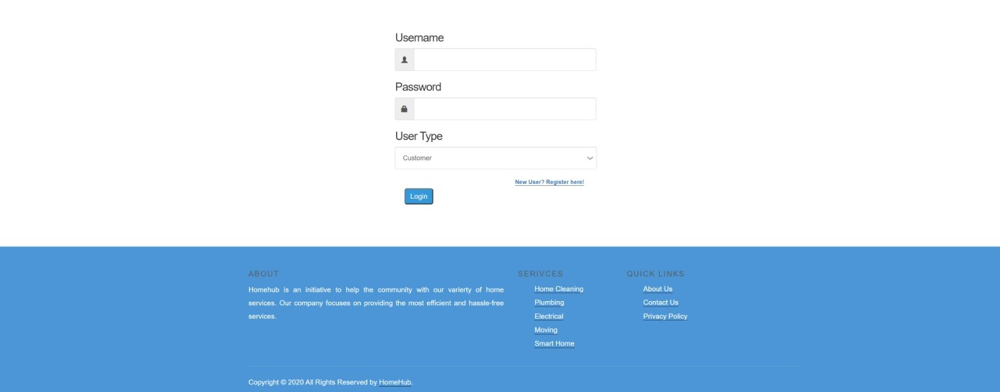 Username
Password
User Type
Customer
New User? Register here!
Login
ABOUT
Homehub is an initiative to help the community with our varierty of home
services. Our company focuses on providing the most efficient and hassle-free
services.
SERIVCES
Home Cleaning
Plumbing
Electrical
Moving
Smart Home
QUICK LINKS
About Us
Contact Us
Privacy Policy
Copyright © 2020 All Rights Reserved by HomeHub.